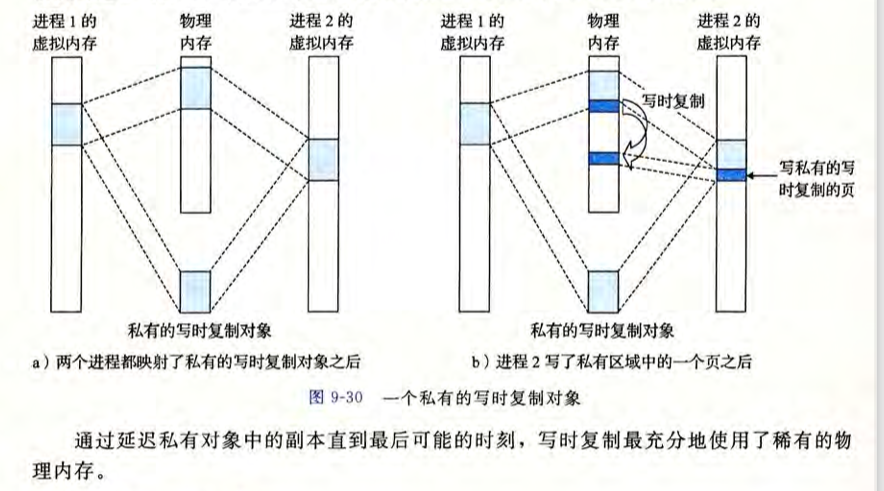 进程 1 的 物理 进程 2 的
虚拟内存 内存 虚拟内存
私有的写时复制对象
a）两个进程都映射了私有的写时复制对象之后
进程 1 的 物理 进程 2 的
虚拟内存 内存 虚拟内存
写时复制
写私有的写
时复制的页
私有的写时复制对象
b）进程 2 写了私有区域中的一个页之后
图 9-30 一个私有的写时复制对象
通过延迟私有对象中的副本直到最后可能的时刻，写时复制最充分地使用了稀有的物
理内存。